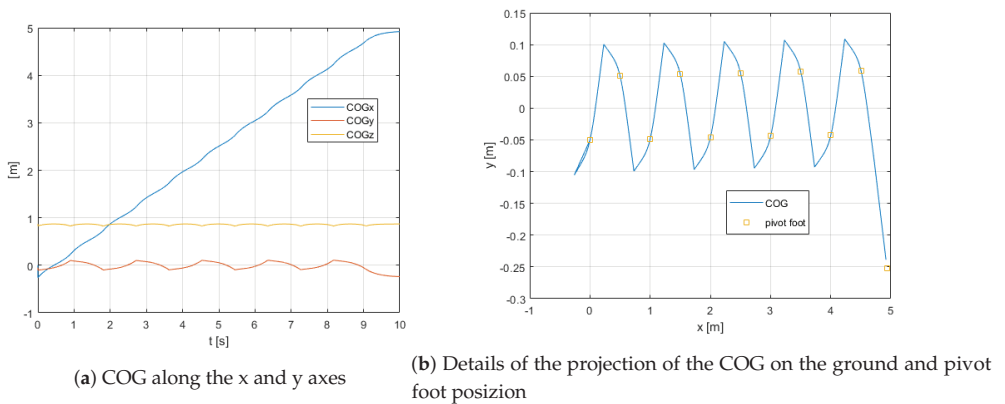 5
4
3
2
1
0
-1
[m]
COGx
COGy
COGz
0 1 2 3 4 5 6 7 8 9 10
t [s]
(a) COG along the x and y axes
0.15
0.1
0.05
0
-0.05
-0.1
-0.15
-0.2
-0.25
-0.3
y [m]
COG
pivot foot
-1 0 1 2 3 4 5
x [m]
(b) Details of the projection of the COG on the ground and pivot
foot posizion